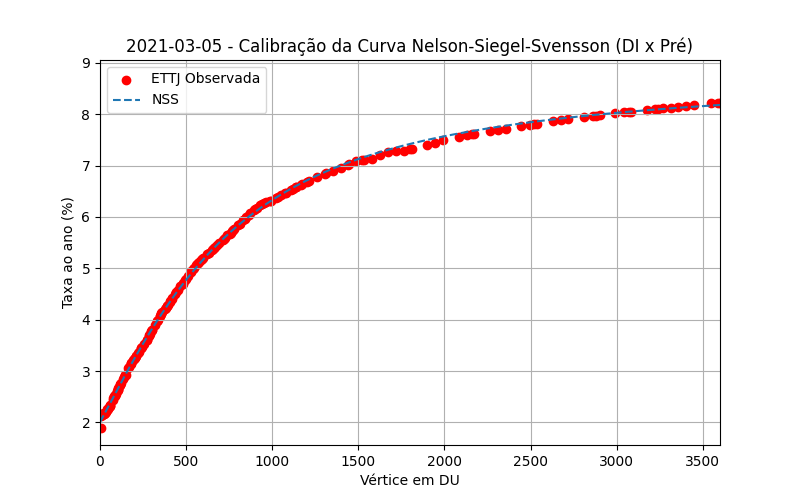 2021-03-05 - Calibração da Curva Nelson-Siegel-Svensson (DI x Pré)
ETTJ Observada
NSS
Taxa ao ano (%)
9
8
7
6
5
4
3
2
0 500 1000 1500 2000 2500 3000 3500
Vértice em DU